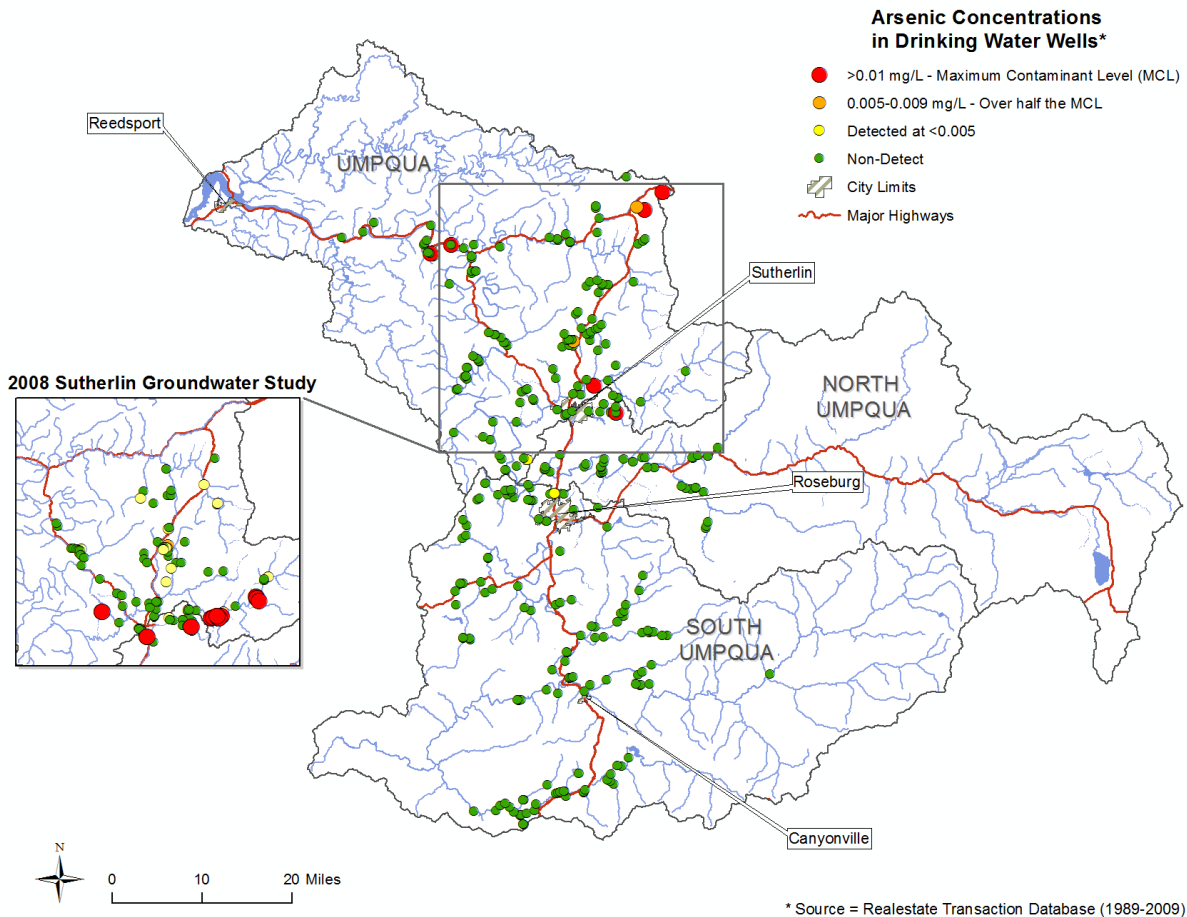 Arsenic Concentrations
in Drinking Water Wells*
>0.01 mg/L - Maximum Contaminant Level (MCL)
0.005-0.009 mg/L - Over half the MCL
Detected at <0.005
Non-Detect
City Limits
Major Highways
Reedsport
UMPQUA
Sutherlin
2008 Sutherlin Groundwater Study
NORTH
UMPQUA
Roseburg
SOUTH
UMPQUA
Canyonville
N
0 10 20 Miles
* Source = Realestate Transaction Database (1989-2009)